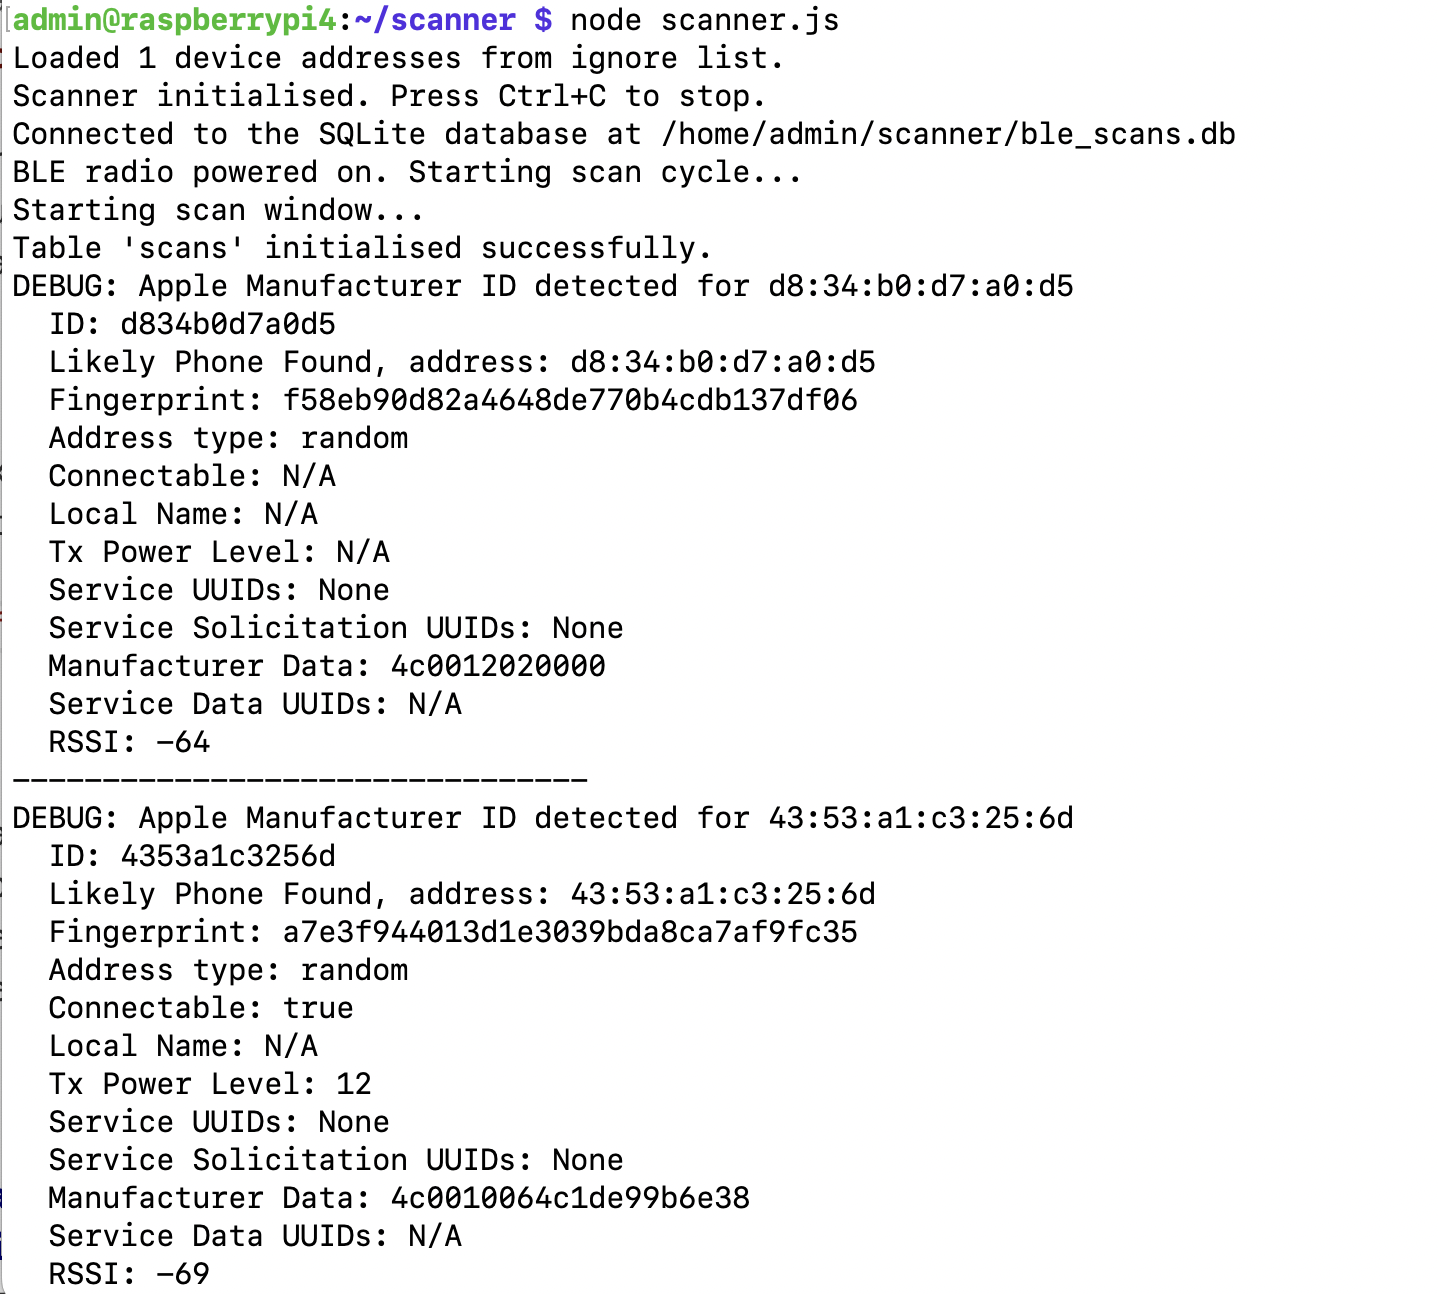 admin@raspberrypi4:~/scanner $ node scanner.js
Loaded 1 device addresses from ignore list.
Scanner initialised. Press Ctrl+C to stop.
Connected to the SQLite database at /home/admin/scanner/ble_scans.db
BLE radio powered on. Starting scan cycle...
Starting scan window...
Table 'scans' initialised successfully.
DEBUG: Apple Manufacturer ID detected for d8:34:b0:d7:a0:d5
  ID: d834b0d7a0d5
  Likely Phone Found, address: d8:34:b0:d7:a0:d5
  Fingerprint: f58eb90d82a4648de770b4cdb137df06
  Address type: random
  Connectable: N/A
  Local Name: N/A
  Tx Power Level: N/A
  Service UUIDs: None
  Service Solicitation UUIDs: None
  Manufacturer Data: 4c0012020000
  Service Data UUIDs: N/A
  RSSI: -64
--------------------------------
DEBUG: Apple Manufacturer ID detected for 43:53:a1:c3:25:6d
  ID: 4353a1c3256d
  Likely Phone Found, address: 43:53:a1:c3:25:6d
  Fingerprint: a7e3f944013d1e3039bda8ca7af9fc35
  Address type: random
  Connectable: true
  Local Name: N/A
  Tx Power Level: 12
  Service UUIDs: None
  Service Solicitation UUIDs: None
  Manufacturer Data: 4c0010064c1de99b6e38
  Service Data UUIDs: N/A
  RSSI: -69